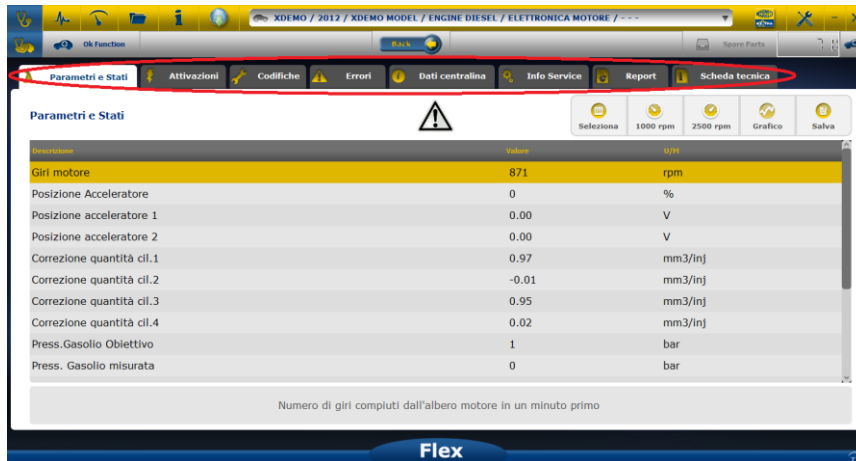 XDEMO / 2012 / XDEMO MODEL / ENGINE DIESEL / ELETTRONICA MOTORE / - - -
Ok Function Back Spare Parts
Parametri e Stati Attivazioni Codifiche Errori Dati centralina Info Service Report Scheda tecnica
Parametri e Stati
Seleziona 1000 rpm 2500 rpm Grafico Salva
Descrizione Valore U/M
Giri motore 871 rpm
Posizione Acceleratore 0 %
Posizione acceleratore 1 0.00 V
Posizione acceleratore 2 0.00 V
Correzione quantità cil.1 0.97 mm3/inj
Correzione quantità cil.2 -0.01 mm3/inj
Correzione quantità cil.3 0.95 mm3/inj
Correzione quantità cil.4 0.02 mm3/inj
Press.Gasolio Obiettivo 1 bar
Press. Gasolio misurata 0 bar
Numero di giri compiuti dall'albero motore in un minuto primo
Flex